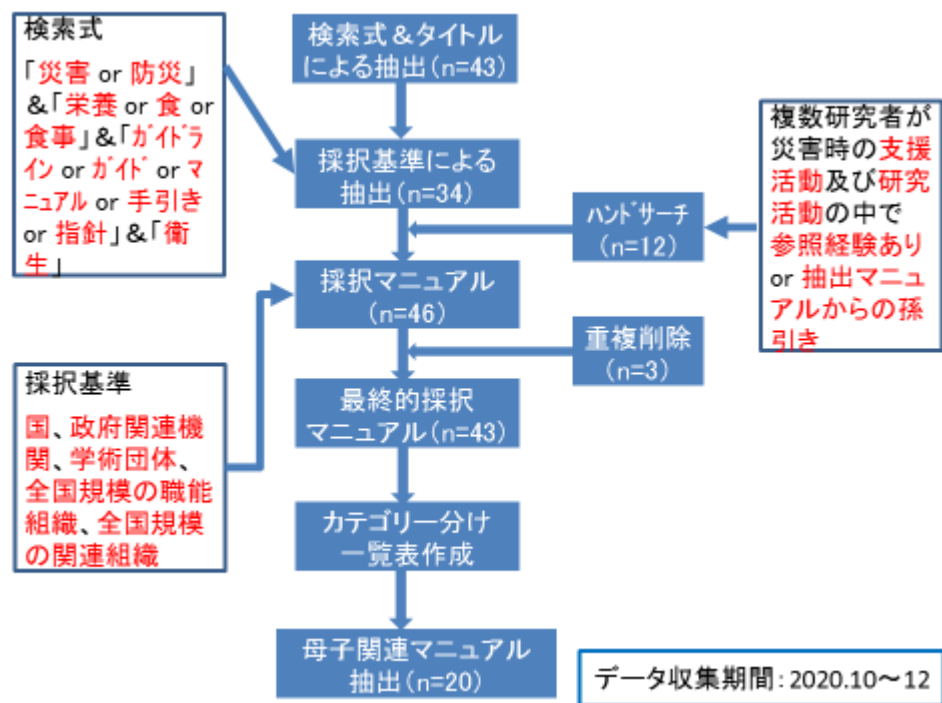 検索式
「災害 or 防災」
&「栄養 or 食 or
食事」&「ガイドラ
イン or ガイド or マ
ニュアル or 手引き
or 指針」&「衛
生」
検索式&タイトル
による抽出(n=43)
採択基準による
抽出(n=34)
ハンドサーチ
(n=12)
複数研究者が
災害時の支援
活動及び研究
活動の中で
参照経験あり
or 抽出マニュ
アルからの孫
引き
採択マニュアル
(n=46)
重複削除
(n=3)
採択基準
国、政府関連機
関、学術団体、
全国規模の職能
組織、全国規模
の関連組織
最終的採択
マニュアル(n=43)
カテゴリー分け
一覧表作成
母子関連マニュアル
抽出(n=20)
データ収集期間:2020.10~12